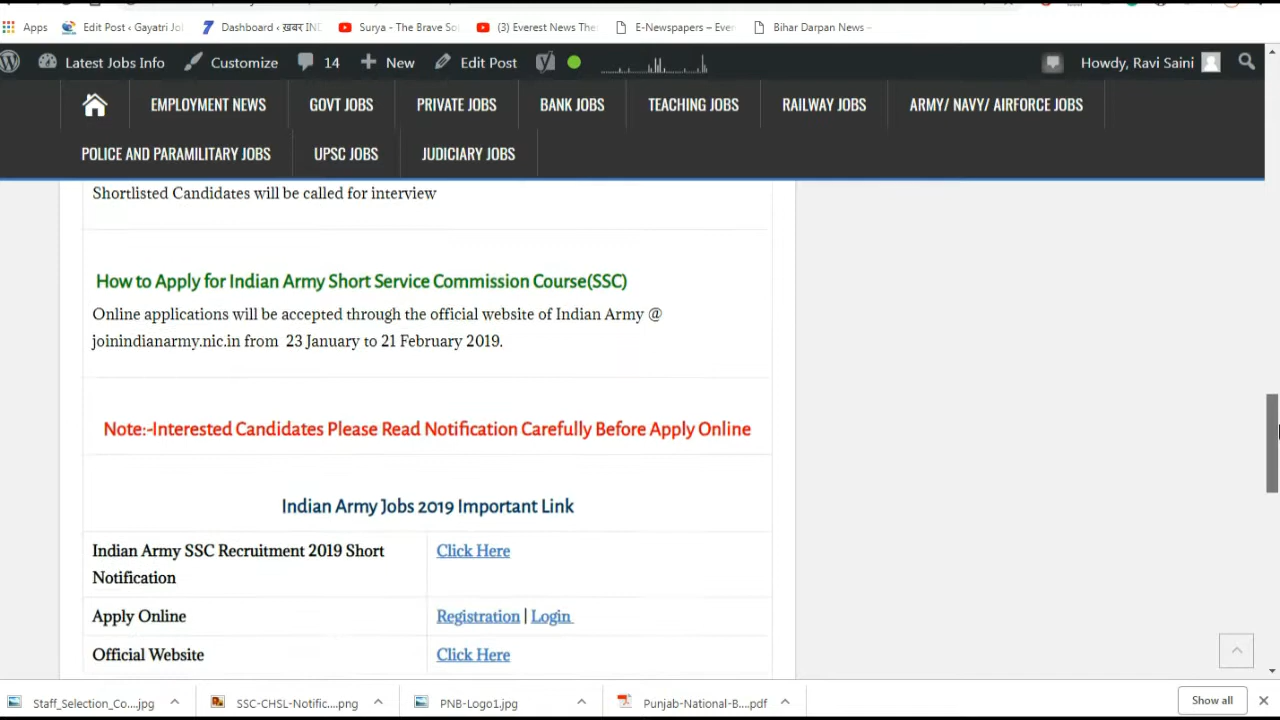 Apps Edit Post ‹ Gayatri Jol Dashboard ‹ ख़बर INI Surya - The Brave So (3) Everest News The E-Newspapers – Ever Bihar Darpan News –
Latest Jobs Info Customize 14 New Edit Post Howdy, Ravi Saini
EMPLOYMENT NEWS GOVT JOBS PRIVATE JOBS BANK JOBS TEACHING JOBS RAILWAY JOBS ARMY/ NAVY/ AIRFORCE JOBS
POLICE AND PARAMILITARY JOBS UPSC JOBS JUDICIARY JOBS
Shortlisted Candidates will be called for interview
How to Apply for Indian Army Short Service Commission Course(SSC)
Online applications will be accepted through the official website of Indian Army @
joinindianarmy.nic.in from 23 January to 21 February 2019.
Note:-Interested Candidates Please Read Notification Carefully Before Apply Online
Indian Army Jobs 2019 Important Link
Indian Army SSC Recruitment 2019 Short Click Here
Notification
Apply Online Registration | Login
Official Website Click Here
Staff_Selection_Co....jpg SSC-CHSL-Notific....png PNB-Logo1.jpg Punjab-National-B....pdf Show all